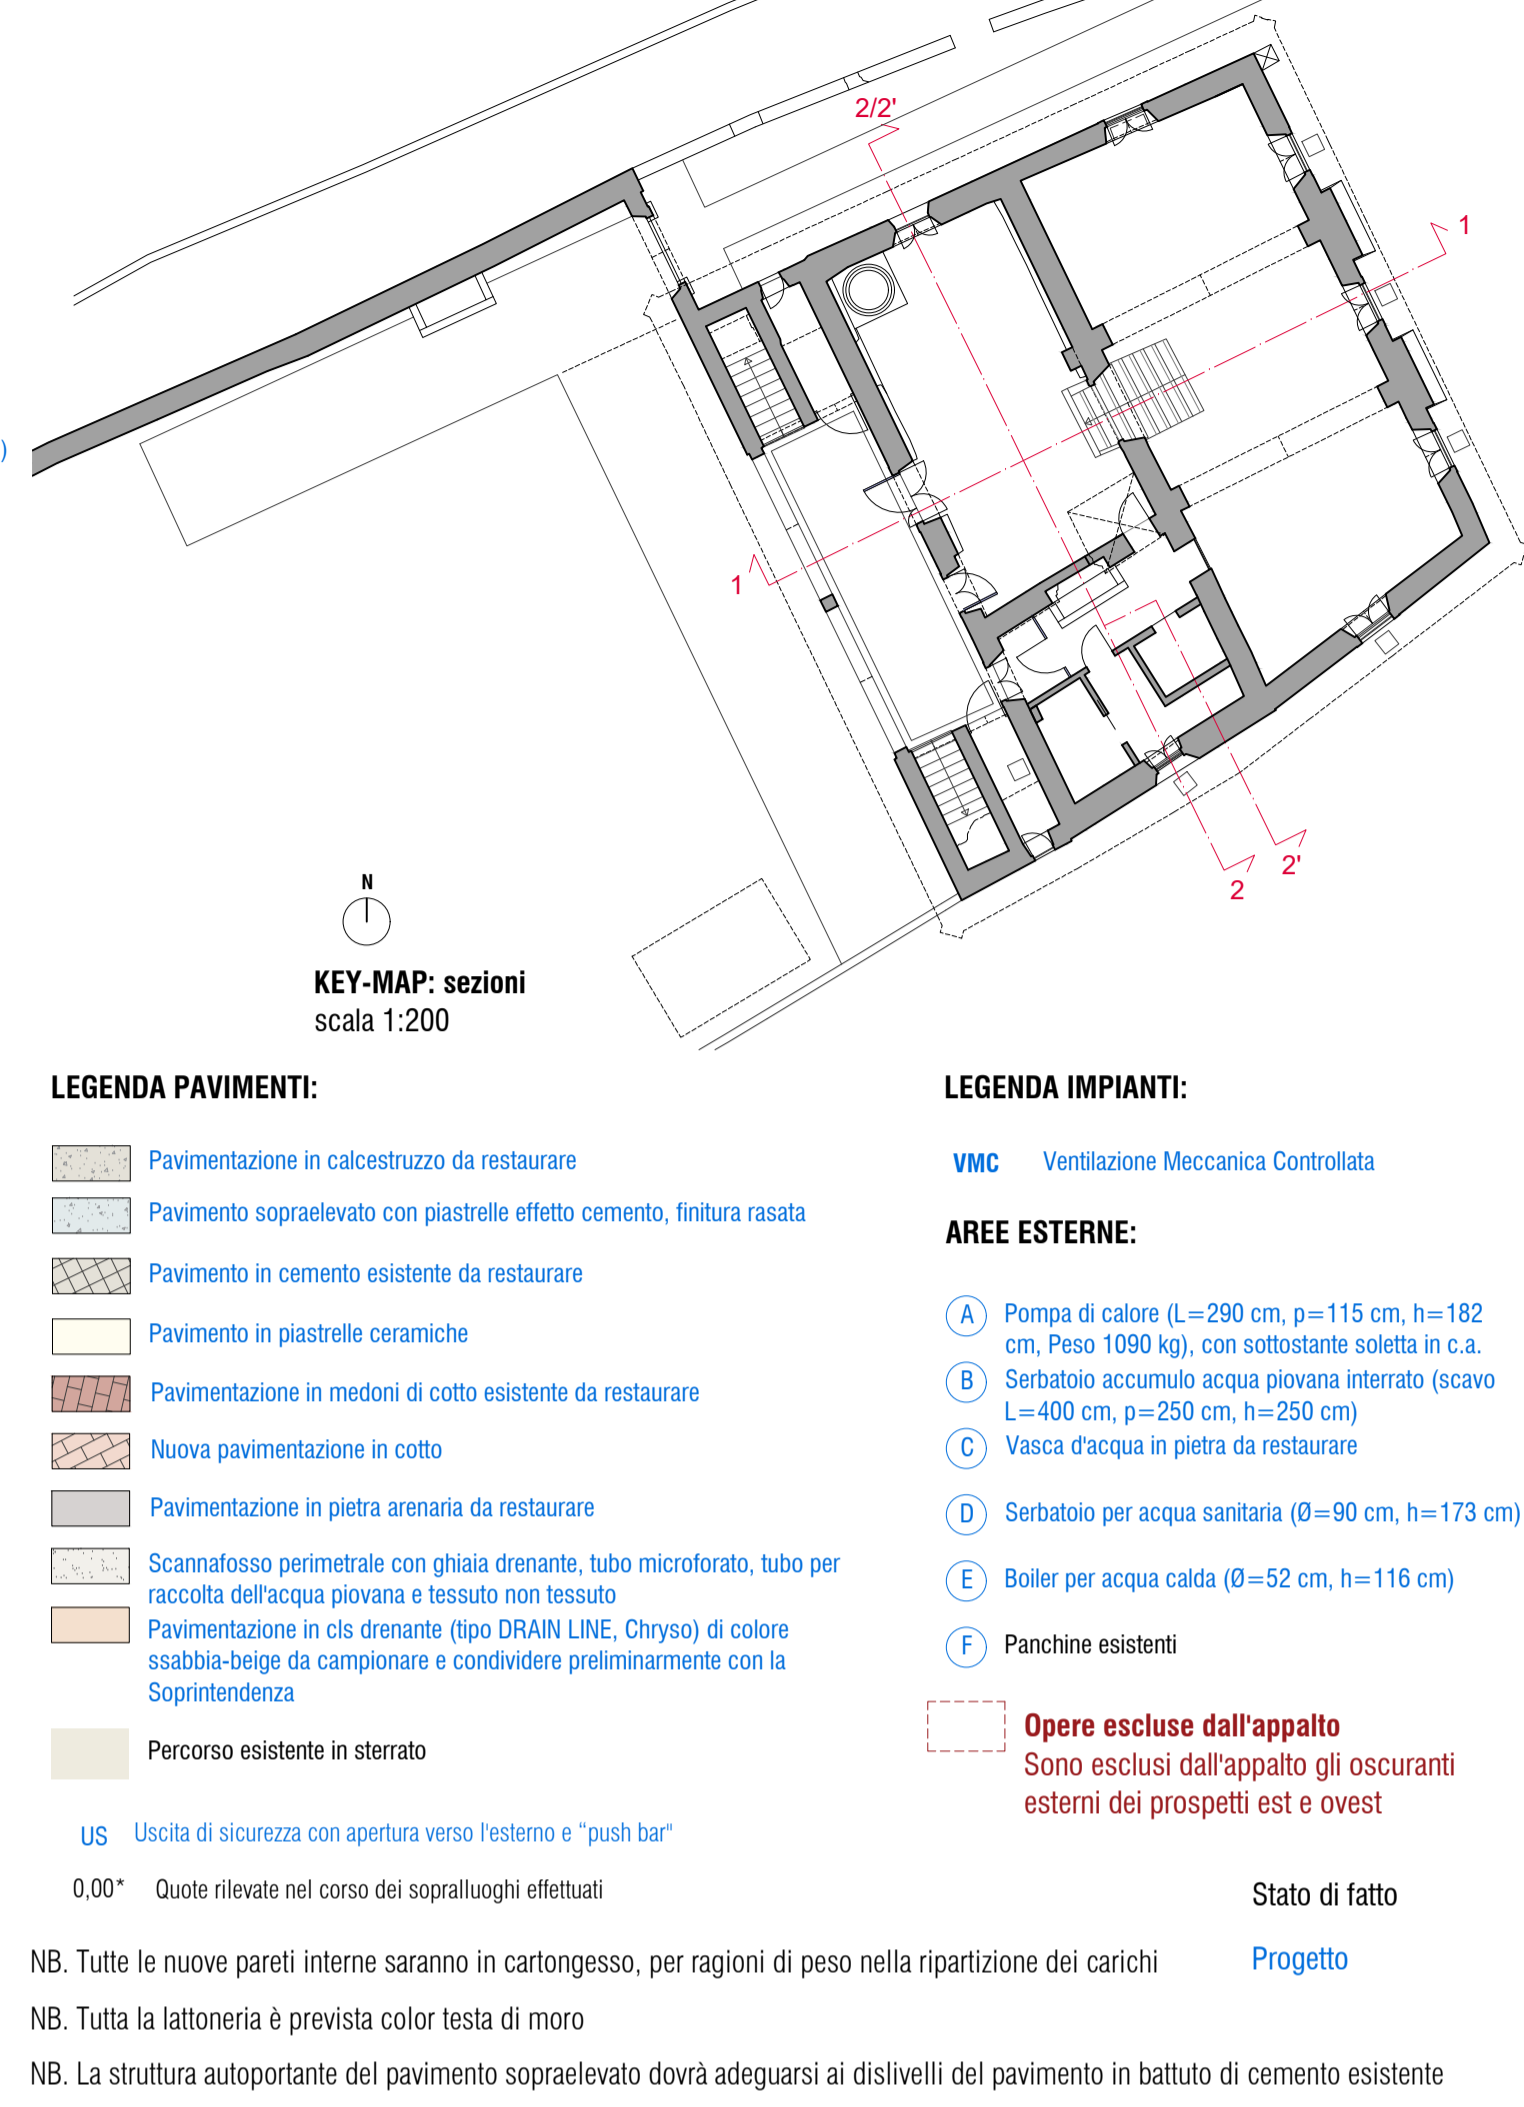 2/2'
1
)
1
2'
2
N
KEY-MAP: sezioni
scala 1:200
LEGENDA PAVIMENTI:
Pavimentazione in calcestruzzo da restaurare
Pavimento sopraelevato con piastrelle effetto cemento, finitura rasata
Pavimento in cemento esistente da restaurare
Pavimento in piastrelle ceramiche
Pavimentazione in medoni di cotto esistente da restaurare
Nuova pavimentazione in cotto
Pavimentazione in pietra arenaria da restaurare
Scannafosso perimetrale con ghiaia drenante, tubo microforato, tubo per
raccolta dell'acqua piovana e tessuto non tessuto
Pavimentazione in cls drenante (tipo DRAIN LINE, Chryso) di colore
ssabbia-beige da campionare e condividere preliminarmente con la
Soprintendenza
Percorso esistente in sterrato
US Uscita di sicurezza con apertura verso l'esterno e “push bar"
0,00* Quote rilevate nel corso dei sopralluoghi effettuati
LEGENDA IMPIANTI:
VMC Ventilazione Meccanica Controllata
AREE ESTERNE:
A Pompa di calore (L=290 cm, p=115 cm, h=182
cm, Peso 1090 kg), con sottostante soletta in c.a.
B Serbatoio accumulo acqua piovana interrato (scavo
L=400 cm, p=250 cm, h=250 cm)
C Vasca d'acqua in pietra da restaurare
D Serbatoio per acqua sanitaria (Ø=90 cm, h=173 cm)
E Boiler per acqua calda (Ø=52 cm, h=116 cm)
F Panchine esistenti
Opere escluse dall'appalto
Sono esclusi dall'appalto gli oscuranti
esterni dei prospetti est e ovest
Stato di fatto
Progetto
NB. Tutte le nuove pareti interne saranno in cartongesso, per ragioni di peso nella ripartizione dei carichi
NB. Tutta la lattoneria è prevista color testa di moro
NB. La struttura autoportante del pavimento sopraelevato dovrà adeguarsi ai dislivelli del pavimento in battuto di cemento esistente